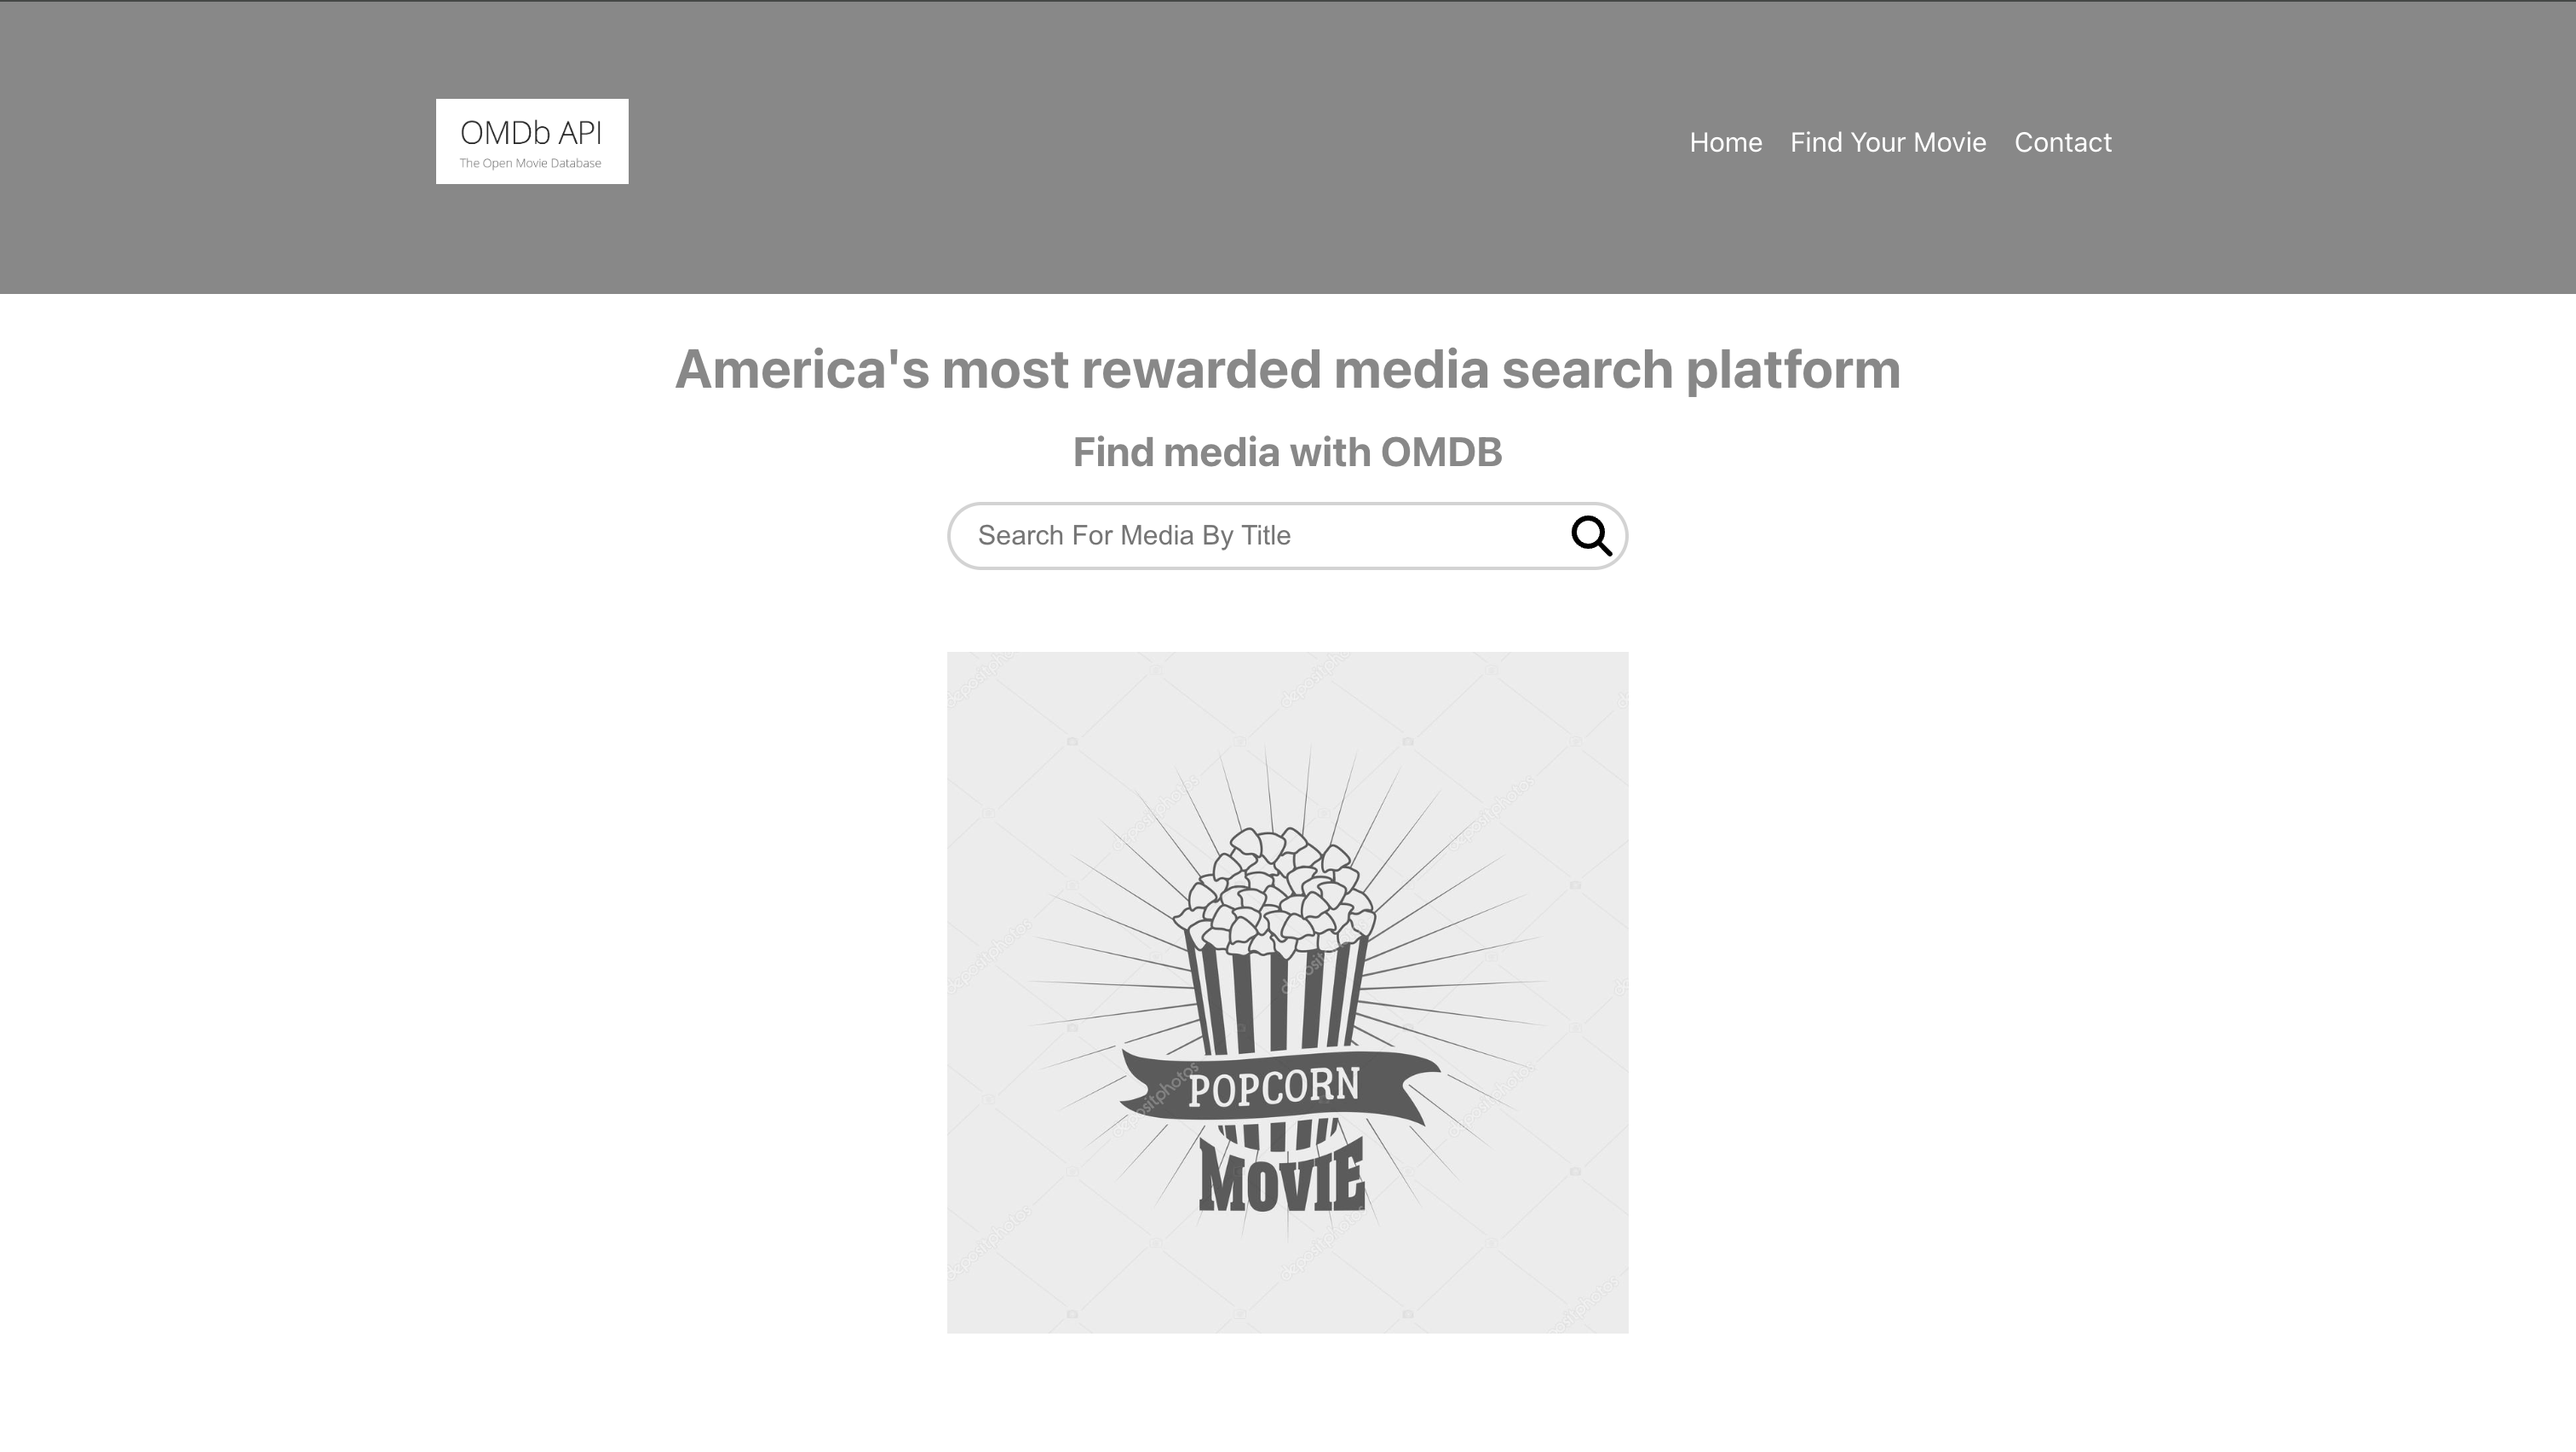 OMDb API
The Open Movie Database
Home Find Your Movie Contact
America's most rewarded media search platform
Find media with OMDB
Search For Media By Title
depositphotos
POPCORN
MOVIE